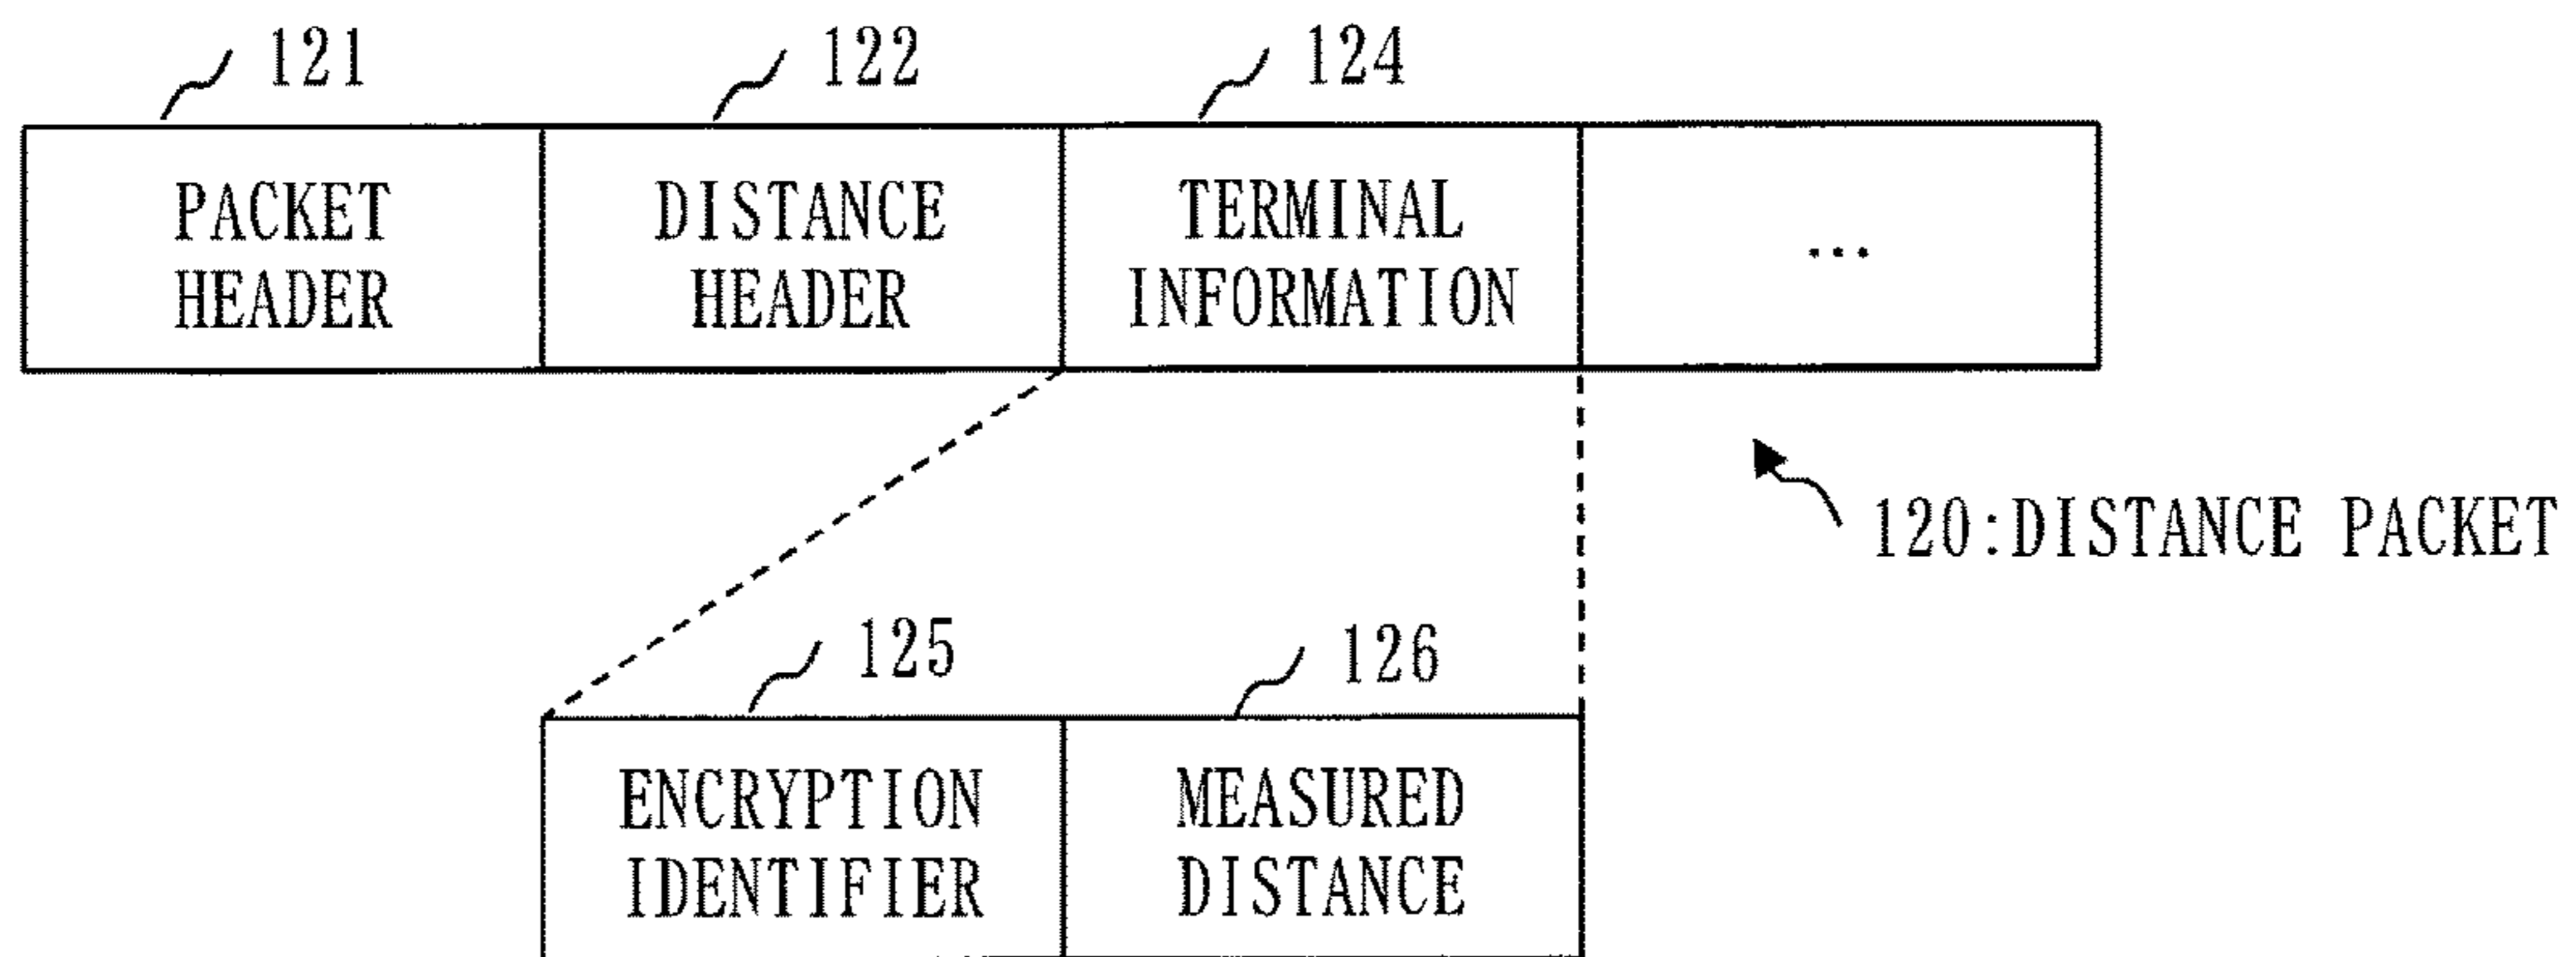 121
122
124
PACKET
HEADER
DISTANCE
HEADER
TERMINAL
INFORMATION
...
120:DISTANCE PACKET
125
126
ENCRYPTION
IDENTIFIER
MEASURED
DISTANCE